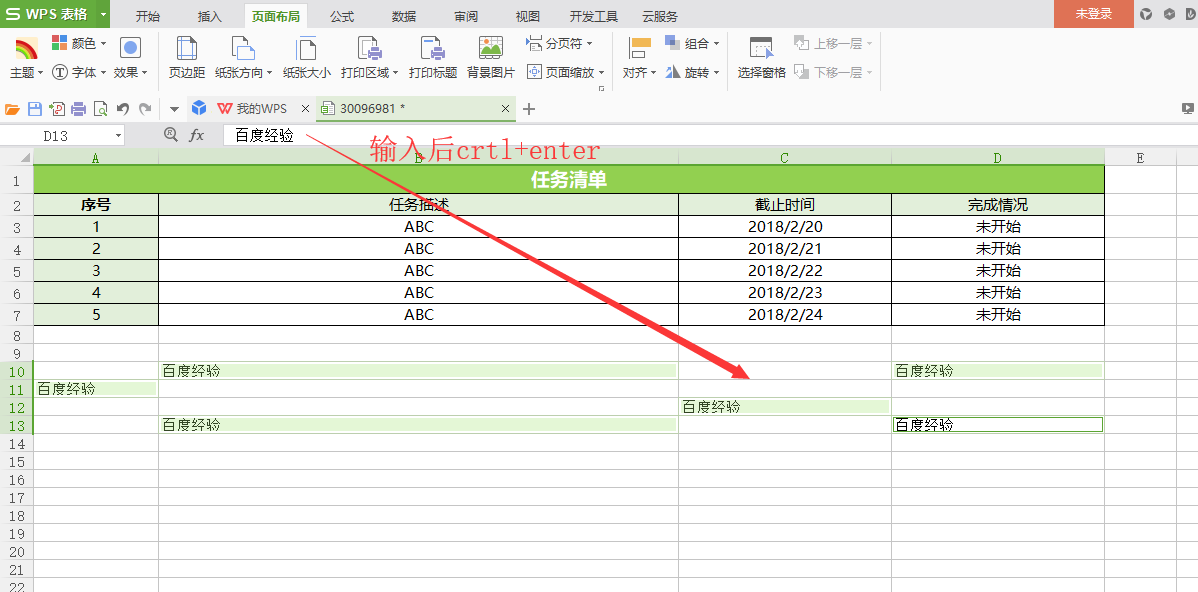 WPS 表格 开始 插入 页面布局 公式 数据 审阅 视图 开发工具 云服务 未登录
颜色 分页符 组合 上移一层
主题 字体 效果 页边距 纸张方向 纸张大小 打印区域 打印标题 背景图片 页面缩放 对齐 旋转 选择窗格 下移一层
我的WPS × 30096981 * × +
D13 fx 百度经验
输入后crtl+enter
A B C D E
1 任务清单
2 序号 任务描述 截止时间 完成情况
3 1 ABC 2018/2/20 未开始
4 2 ABC 2018/2/21 未开始
5 3 ABC 2018/2/22 未开始
6 4 ABC 2018/2/23 未开始
7 5 ABC 2018/2/24 未开始
8
9
10 百度经验 百度经验
11 百度经验
12 百度经验
13 百度经验 百度经验
14
15
16
17
18
19
20
21
22